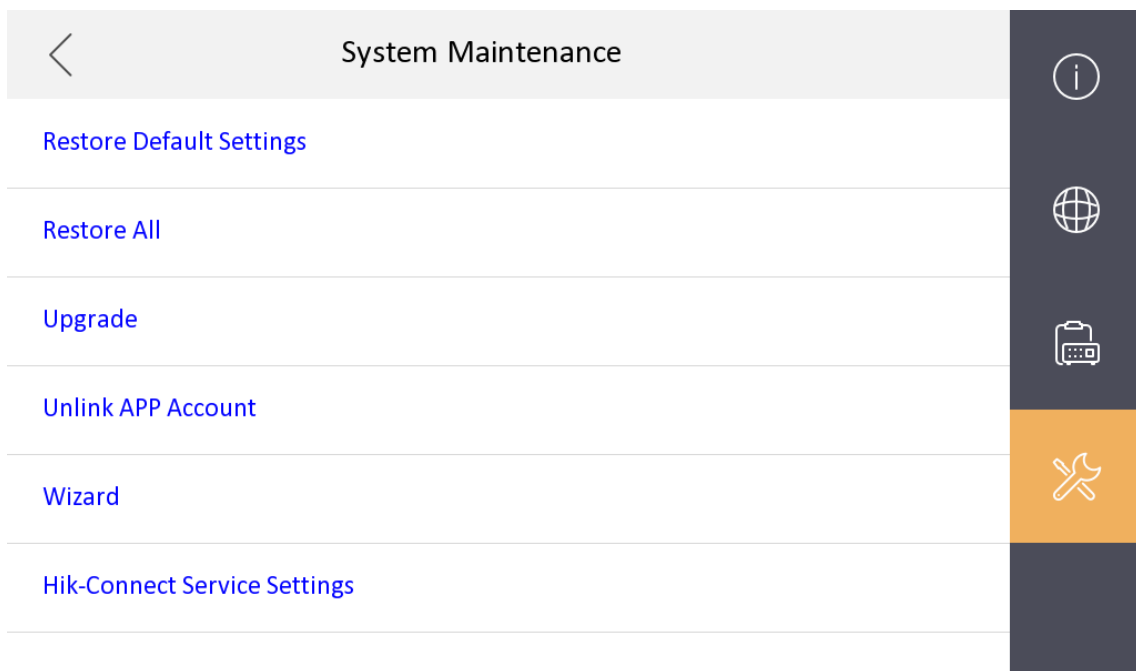 System Maintenance
Restore Default Settings
Restore All
Upgrade
Unlink APP Account
Wizard
Hik-Connect Service Settings